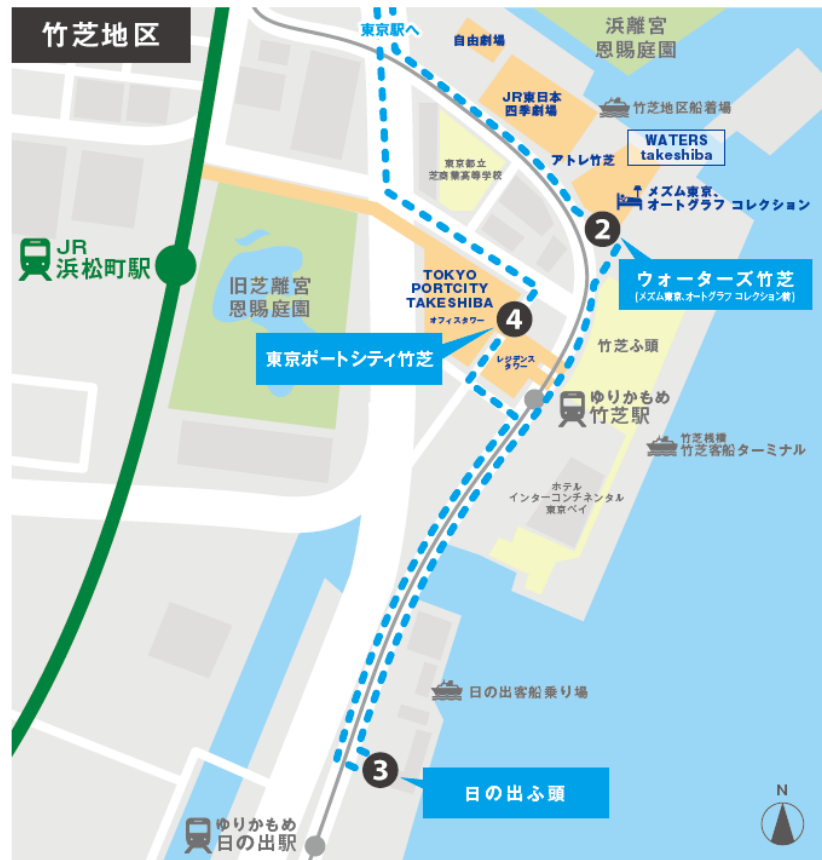 竹芝地区
東京駅へ
浜離宮
恩賜庭園
自由劇場
JR東日本
四季劇場
竹芝地区船着場
WATERS
takeshiba
アトレ竹芝
東京都立
芝商業高等学校
メズム東京、
オートグラフ コレクション
2
ウォーターズ竹芝
(メズム東京、オートグラフ コレクション前)
JR
浜松町駅
旧芝離宮
恩賜庭園
TOKYO
PORTCITY
TAKESHIBA
オフィスタワー
4
東京ポートシティ竹芝
レジデンス
タワー
竹芝ふ頭
ゆりかもめ
竹芝駅
竹芝桟橋
竹芝客船ターミナル
ホテル
インターコンチネンタル
東京ベイ
日の出客船乗り場
3
日の出ふ頭
ゆりかもめ
日の出駅
N